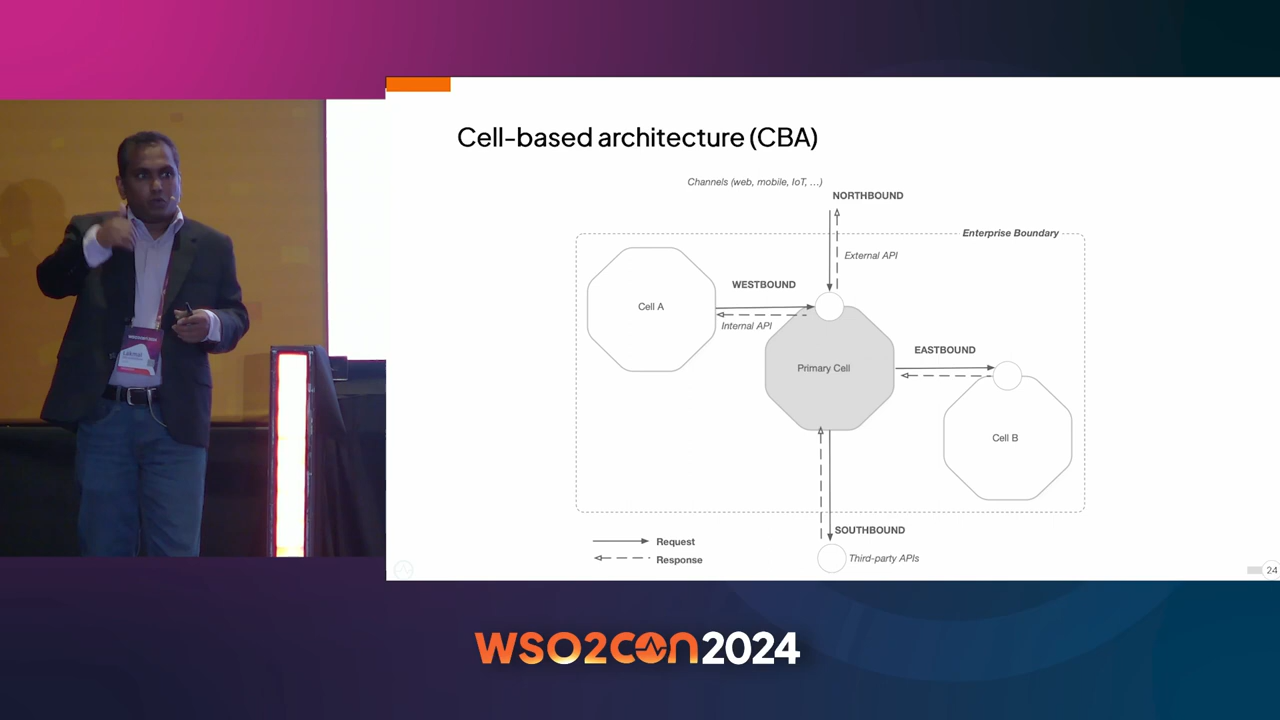 Cell-based architecture (CBA)
Channels (web, mobile, IoT, ...)
NORTHBOUND
Enterprise Boundary
External API
WESTBOUND
Cell A
Internal API
EASTBOUND
Primary Cell
Cell B
SOUTHBOUND
Request
Third-party APIs
Response
24
Lakmal
WSO2CON2024